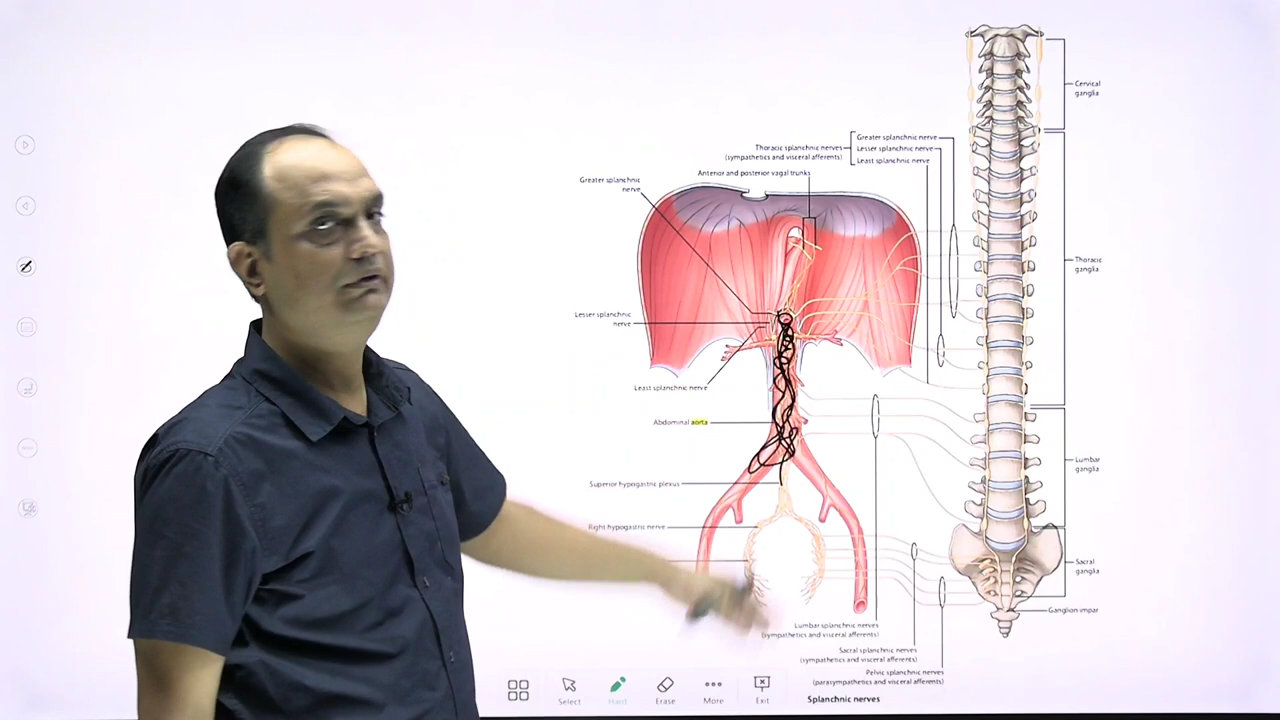 Cervical
ganglia
Greater splanchnic nerve
Lesser splanchnic nerve
Least splanchnic nerve
Thoracic splanchnic nerves
(sympathetics and visceral afferents)
Anterior and posterior vagal trunks
Greater splanchnic
nerve
Thoracic
ganglia
Lesser splanchnic
nerve
Least splanchnic nerve
Abdominal aorta
Lumbar
ganglia
Superior hypogastric plexus
Right hypogastric nerve
Sacral
ganglia
Ganglion impar
Lumbar splanchnic nerves
(sympathetics and visceral afferents)
Sacral splanchnic nerves
(sympathetics and visceral afferents)
Pelvic splanchnic nerves
(parasympathetics and visceral afferents)
Splanchnic nerves
Select
Hard
Erase
More
Exit